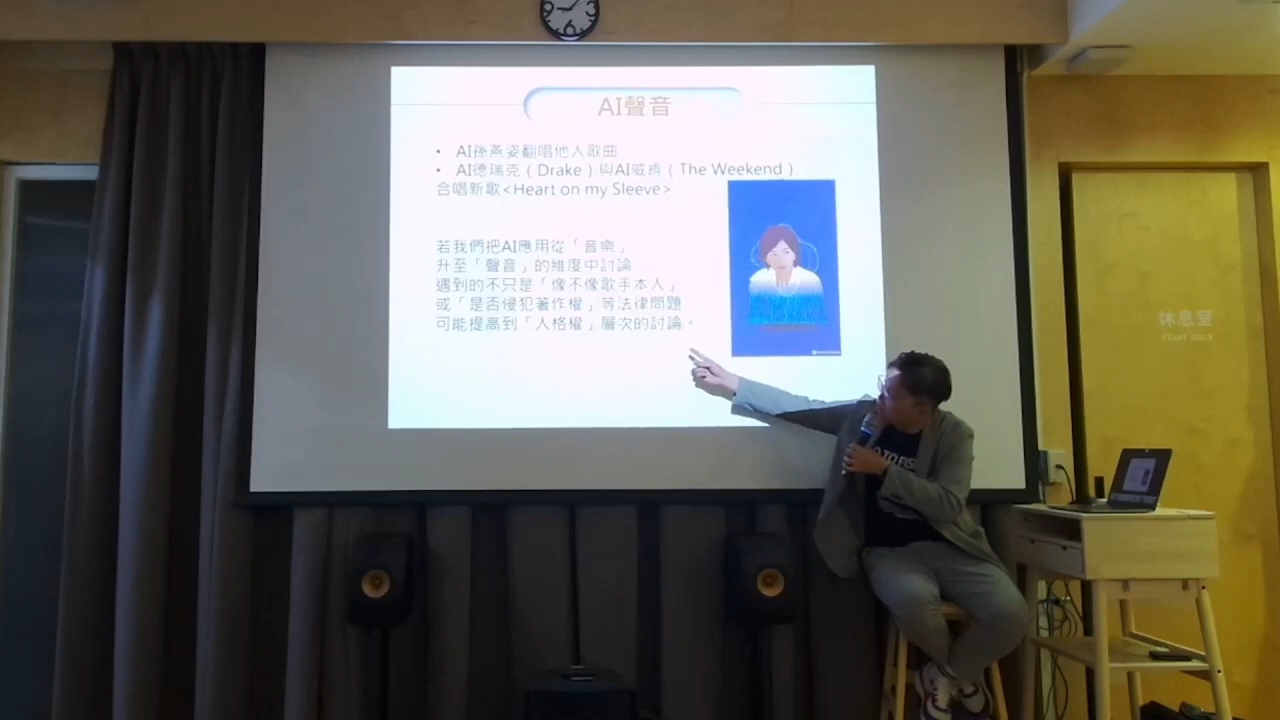 AI聲音
• AI孫燕姿翻唱他人歌曲
• AI德瑞克（Drake）與AI威肯（The Weekend）
合唱新歌<Heart on my Sleeve>
若我們把AI應用從「音樂」
升至「聲音」的維度中討論，
遇到的不只是「像不像歌手本人」
或「是否侵犯著作權」等法律問題，
可能提高到「人格權」層次的討論。
休息室
STAFF ONLY
TO FIS